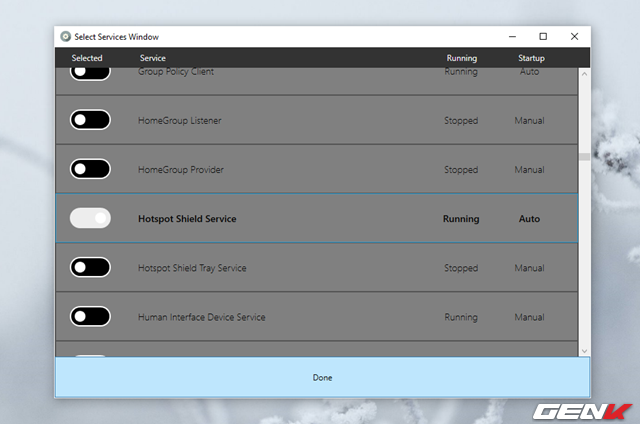 Select Services Window
Selected Service Running Startup
Group Policy Client Running Auto
HomeGroup Listener Stopped Manual
HomeGroup Provider Stopped Manual
Hotspot Shield Service Running Auto
Hotspot Shield Tray Service Stopped Manual
Human Interface Device Service Running Manual
Done
GENK